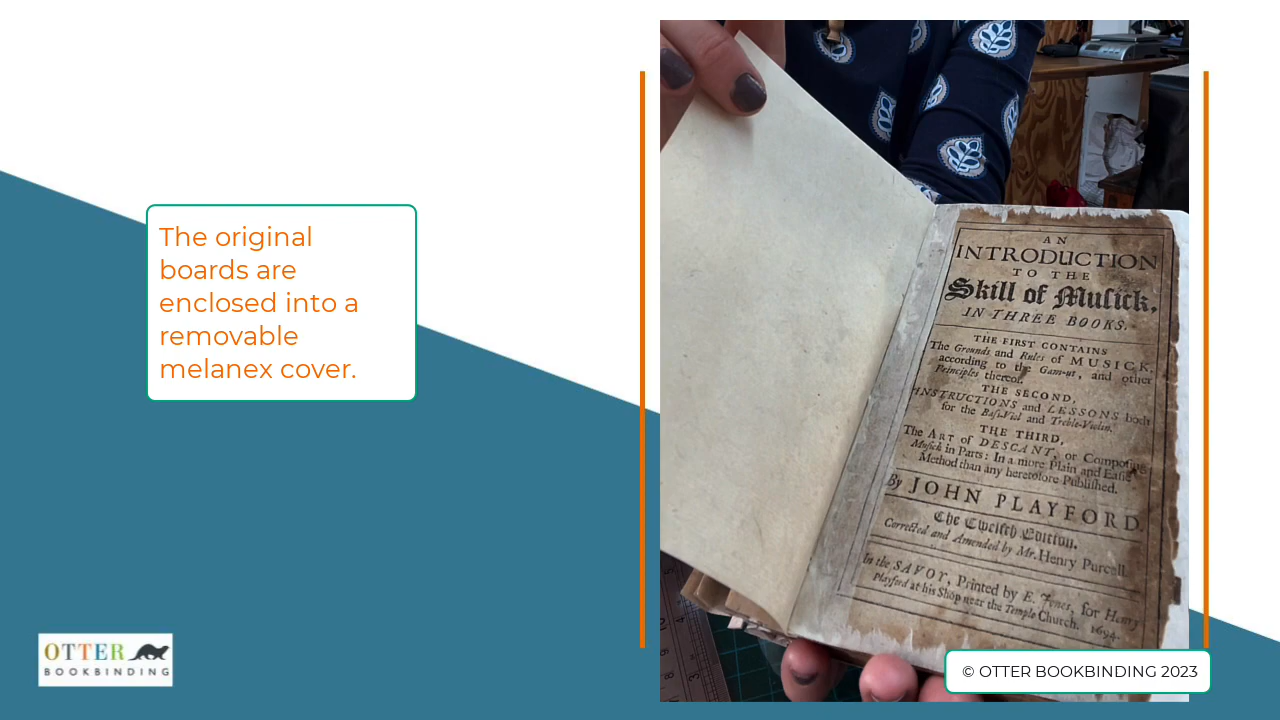 The original
boards are
enclosed into a
removable
melanex cover.
AN
INTRODUCTION
TO THE
Skill of Musick,
IN THREE BOOKS.
THE FIRST CONTAINS
The Grounds and Rules of MUSICK,
according to the Gam-ut, and other
Principles thereof.
THE SECOND,
INSTRUCTIONS and LESSONS both
for the Bass-Viol and Treble-Violin.
THE THIRD,
The ART of DESCANT, or Composing
Musick in Parts: In a more Plain and Easie
Method than any heretofore Published.
By JOHN PLAYFORD.
The Twelfth Edition.
Corrected and Amended by Mr. Henry Purcell
In the SAVOY, Printed by E. Jones, for Henry
Playford at his Shop near the Temple Church. 1694.
OTTER
BOOKBINDING
© OTTER BOOKBINDING 2023